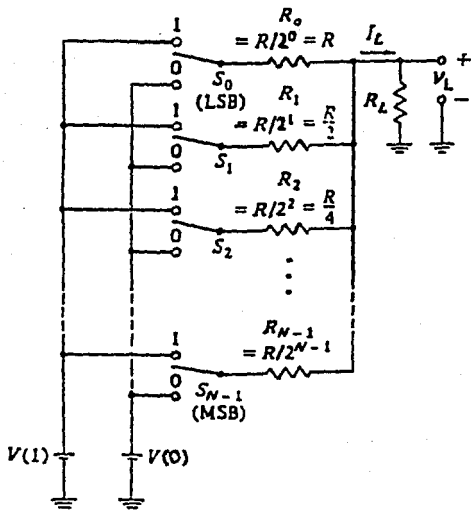 1
R₀
= R/2⁰ = R
I_L
+
0
S₀
(LSB)
v_L
R_L
−
1
R₁
= R/2¹ = R/2
0
S₁
1
R₂
= R/2² = R/4
0
S₂
1
R_{N−1}
= R/2^{N−1}
0
S_{N−1}
(MSB)
V(1)
V(0)